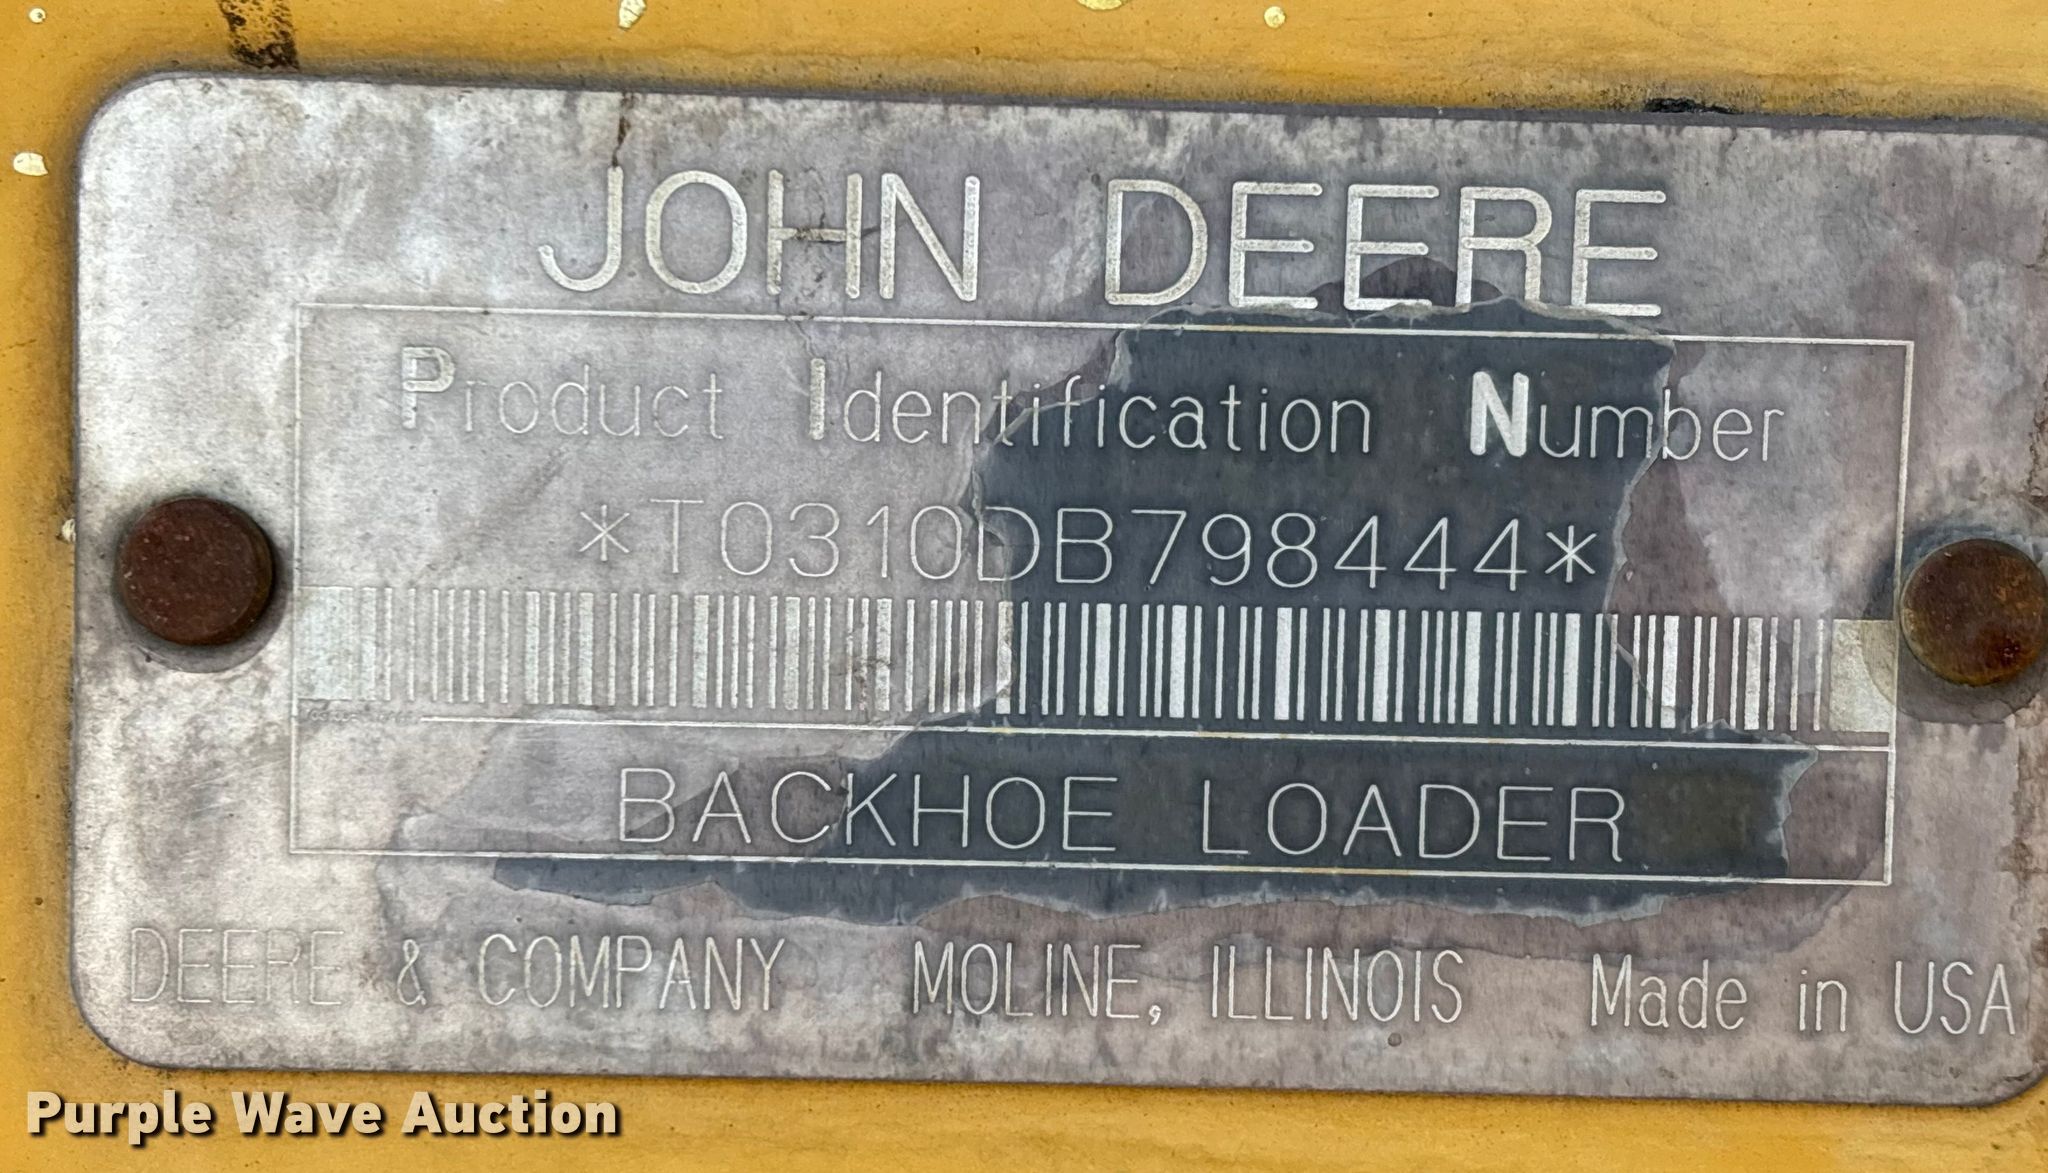 JOHN DEERE
Product Identification Number
*T0310DB798444*
BACKHOE LOADER
DEERE & COMPANY MOLINE, ILLINOIS Made in USA
Purple Wave Auction